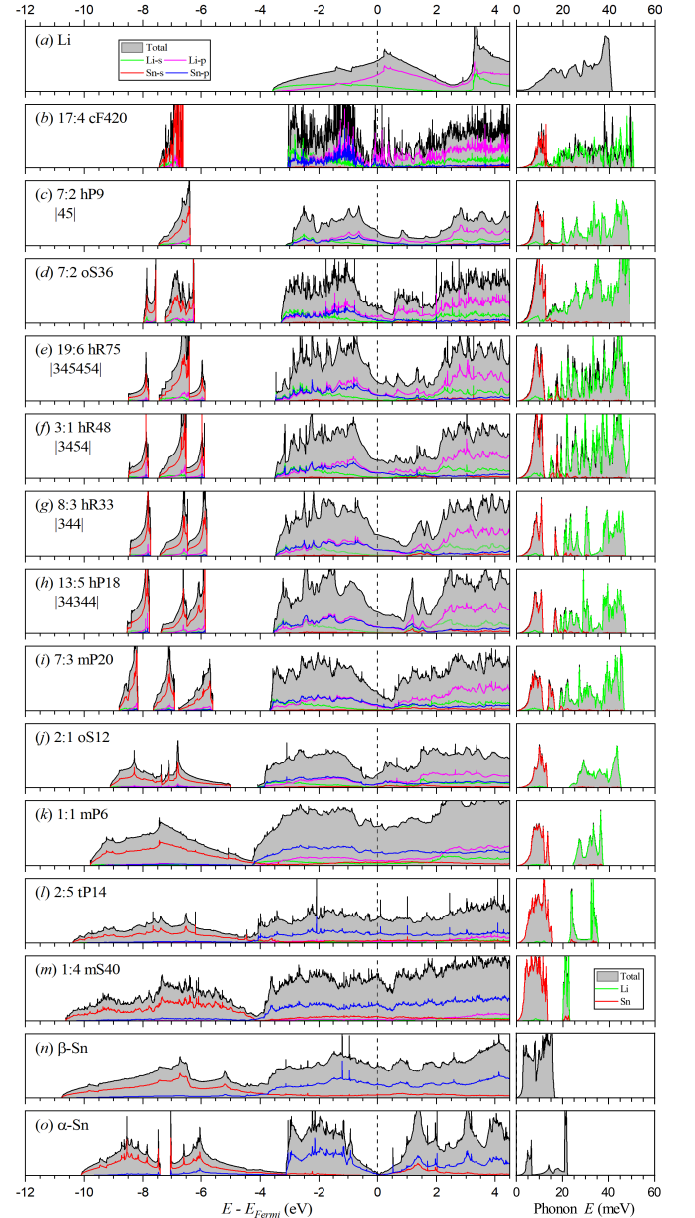 -12 -10 -8 -6 -4 -2 0 2 4 0 20 40 60
(a) Li
Total
Li-s Li-p
Sn-s Sn-p
(b) 17:4 cF420
(c) 7:2 hP9
|45|
(d) 7:2 oS36
(e) 19:6 hR75
|345454|
(f) 3:1 hR48
|3454|
(g) 8:3 hR33
|344|
(h) 13:5 hP18
|34344|
(i) 7:3 mP20
(j) 2:1 oS12
(k) 1:1 mP6
(l) 2:5 tP14
(m) 1:4 mS40
Total
Li
Sn
(n) β-Sn
(o) α-Sn
-12 -10 -8 -6 -4 -2 0 2 4 0 20 40 60
E - E_Fermi (eV) Phonon E (meV)